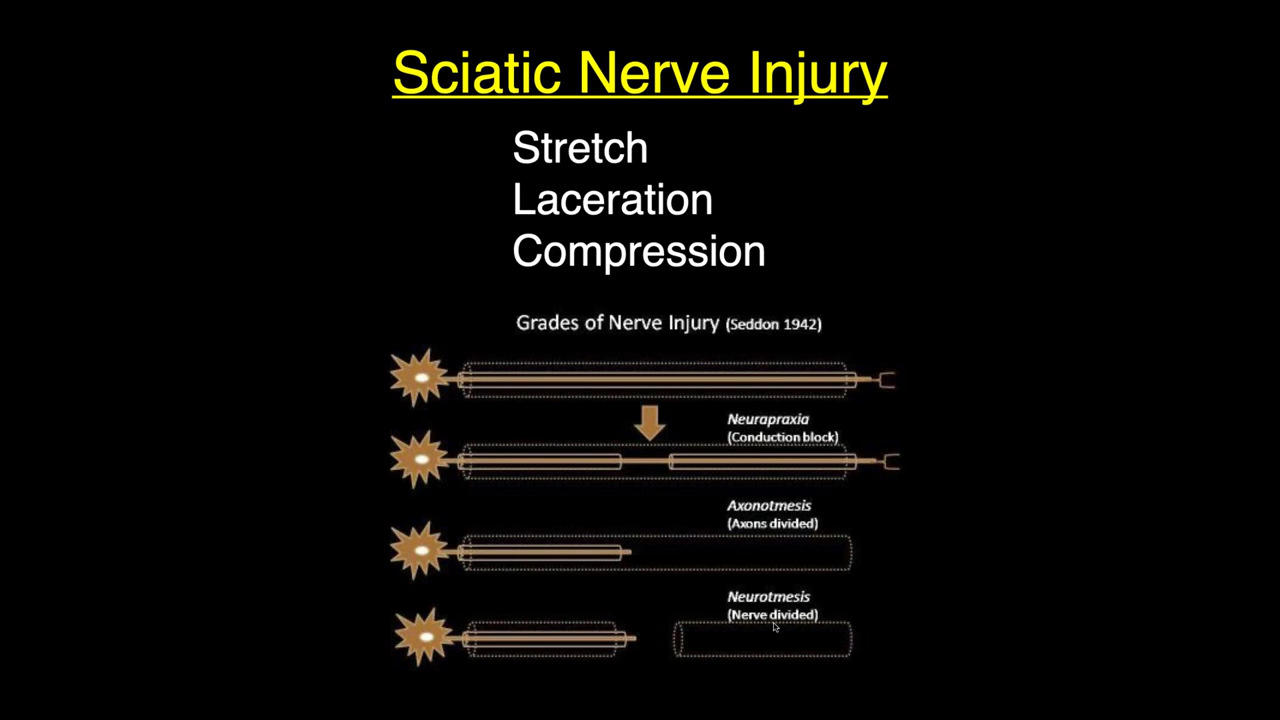 Sciatic Nerve Injury
Stretch
Laceration
Compression
Grades of Nerve Injury (Seddon 1942)
Neurapraxia
(Conduction block)
Axonotmesis
(Axons divided)
Neurotmesis
(Nerve divided)